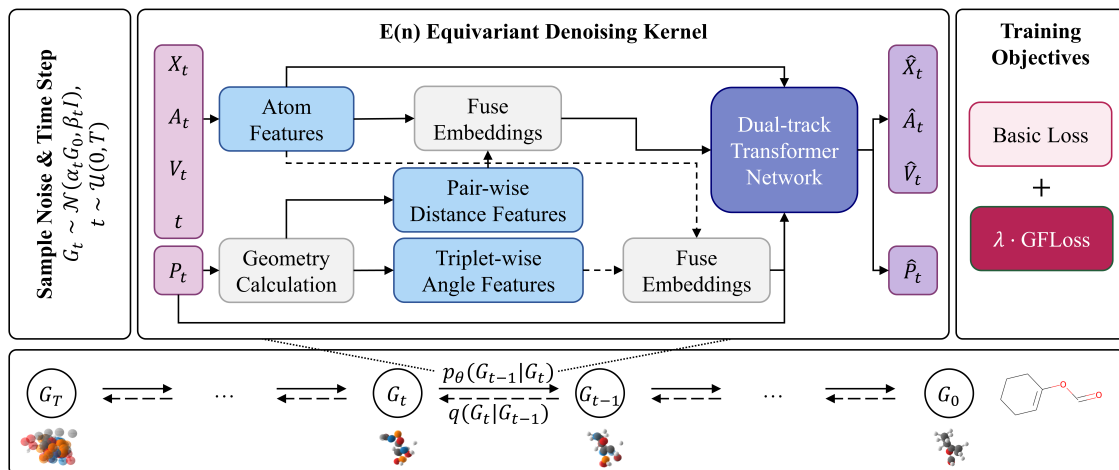 Sample Noise & Time Step
G_t ~ 𝒩(α_t G_0, β_t I),
t ~ 𝒰(0, T)
E(n) Equivariant Denoising Kernel
X_t
A_t
V_t
t
P_t
Atom
Features
Fuse
Embeddings
Pair-wise
Distance Features
Geometry
Calculation
Triplet-wise
Angle Features
Fuse
Embeddings
Dual-track
Transformer
Network
X̂_t
Â_t
V̂_t
P̂_t
Training
Objectives
Basic Loss
+
λ · GFLoss
G_T
...
G_t
p_θ(G_{t-1}|G_t)
q(G_t|G_{t-1})
G_{t-1}
...
G_0
O
O